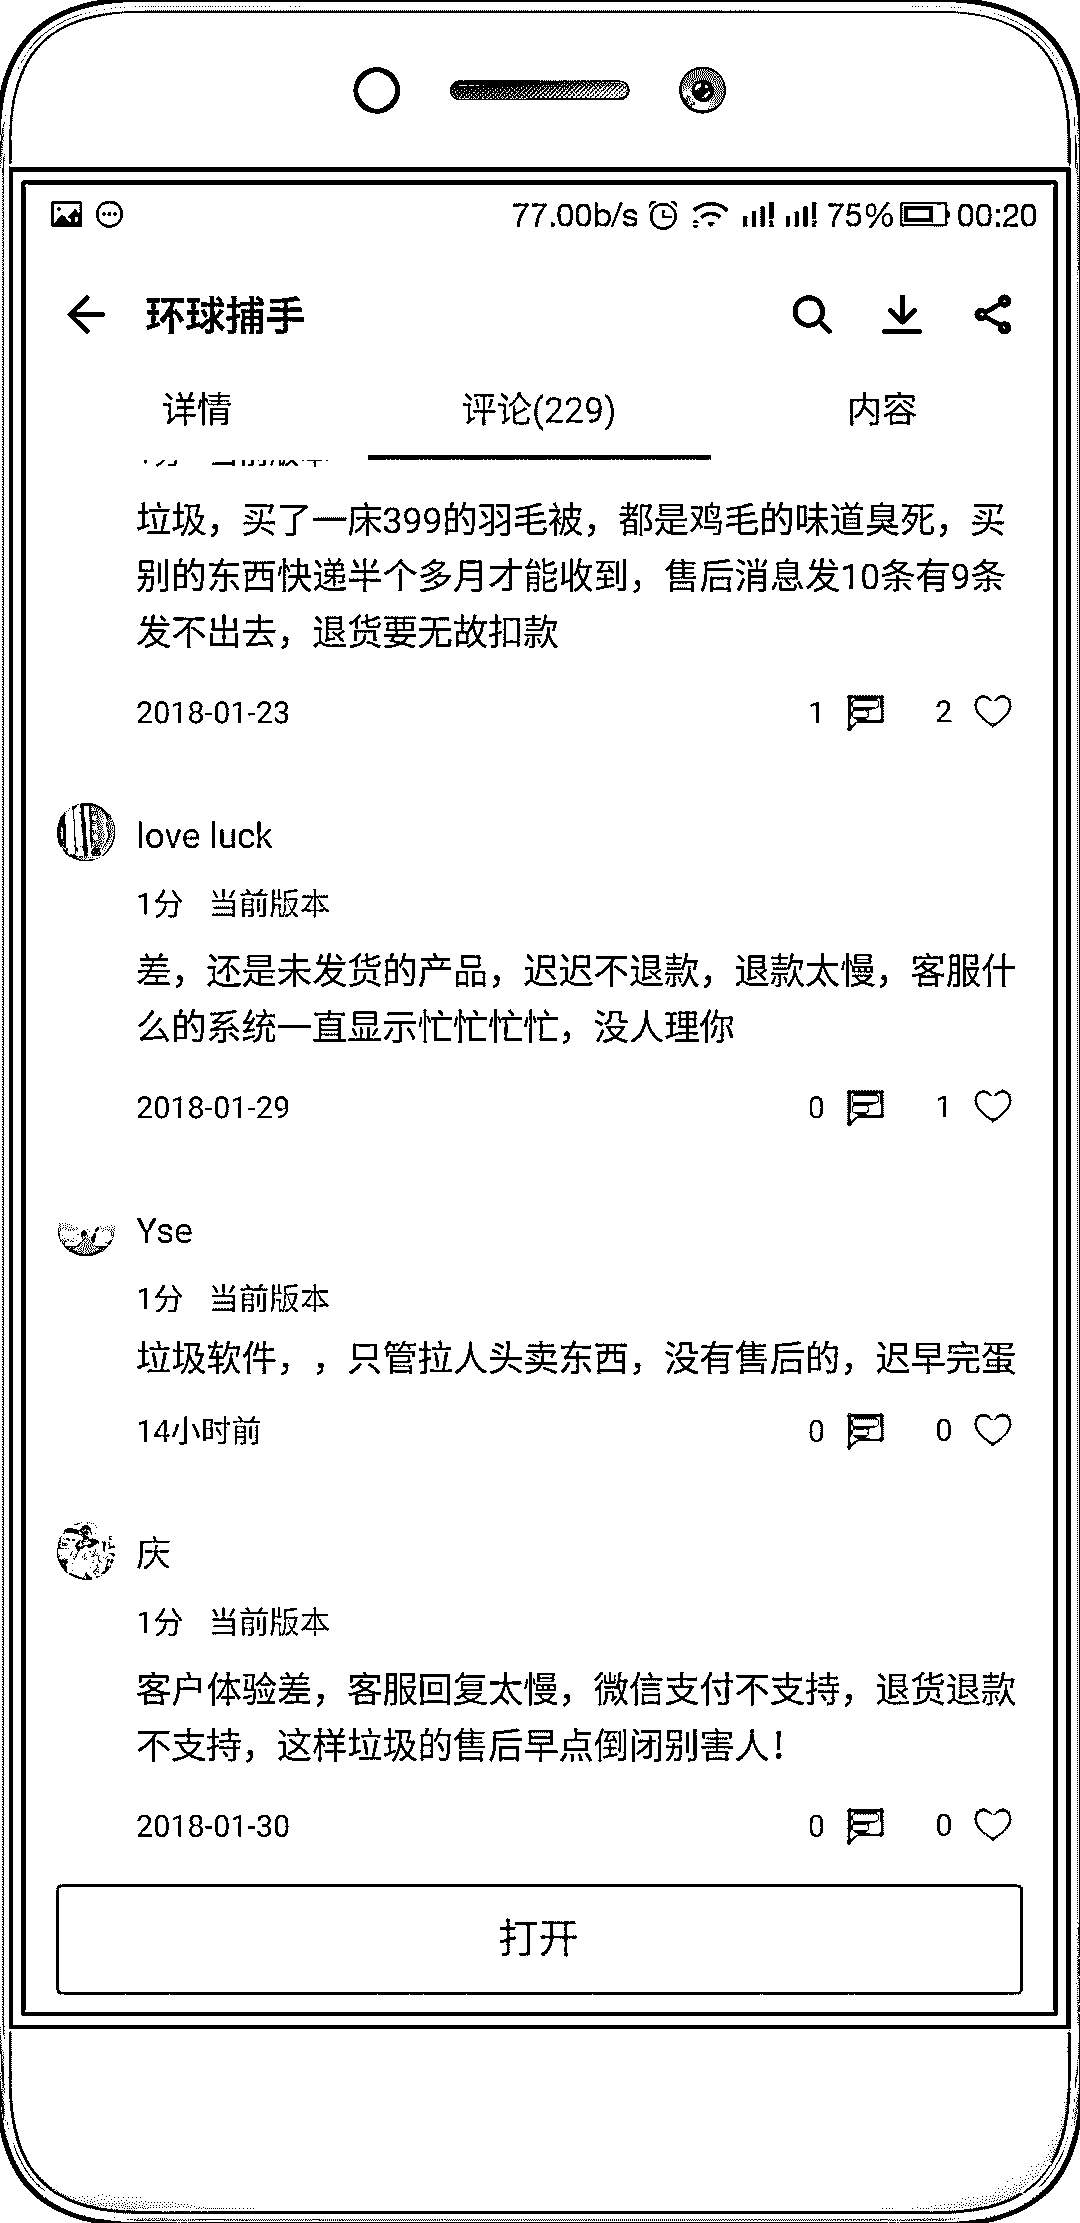 77.00b/s 75% 00:20
环球捕手
详情 评论(229) 内容
1分 当前版本
垃圾，买了一床399的羽毛被，都是鸡毛的味道臭死，买
别的东西快递半个多月才能收到，售后消息发10条有9条
发不出去，退货要无故扣款
2018-01-23 1 2
love luck
1分 当前版本
差，还是未发货的产品，迟迟不退款，退款太慢，客服什
么的系统一直显示忙忙忙忙，没人理你
2018-01-29 0 1
Yse
1分 当前版本
垃圾软件，，只管拉人头卖东西，没有售后的，迟早完蛋
14小时前 0 0
庆
1分 当前版本
客户体验差，客服回复太慢，微信支付不支持，退货退款
不支持，这样垃圾的售后早点倒闭别害人！
2018-01-30 0 0
打开